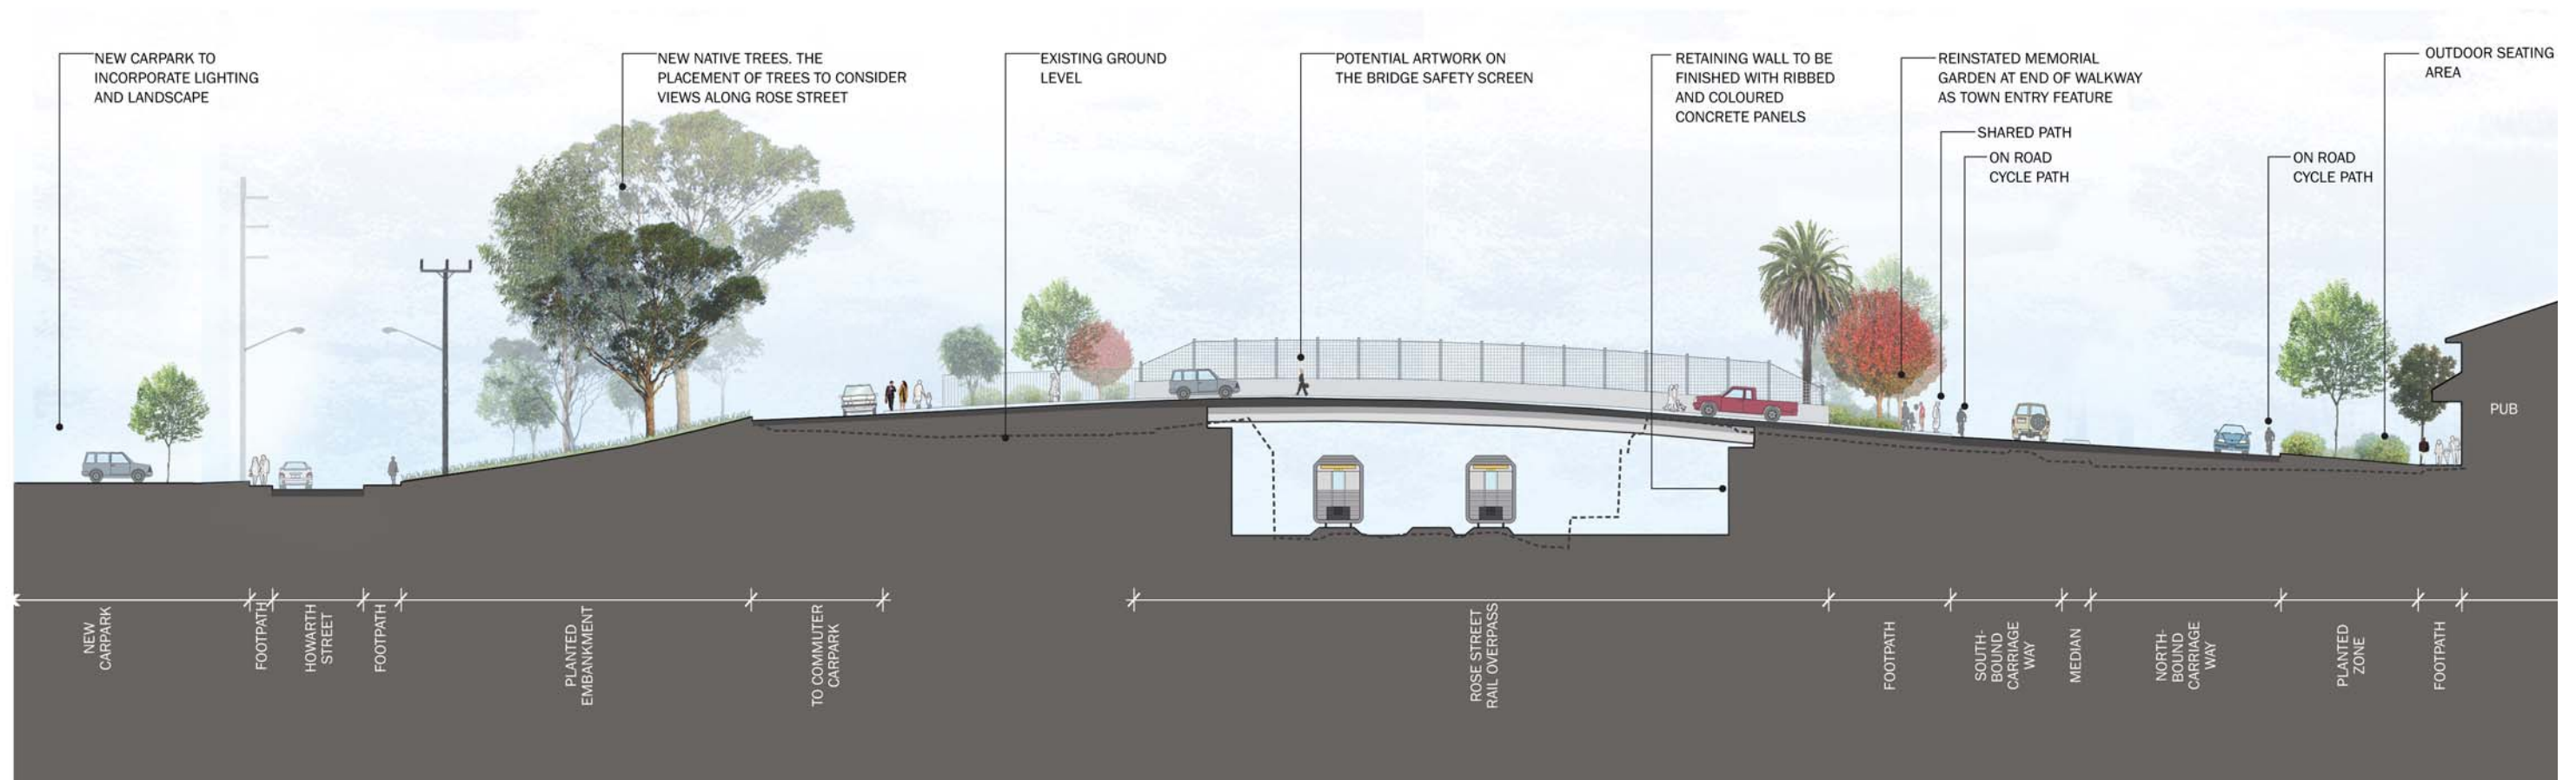 NEW CARPARK TO
INCORPORATE LIGHTING
AND LANDSCAPE
NEW NATIVE TREES. THE
PLACEMENT OF TREES TO CONSIDER
VIEWS ALONG ROSE STREET
EXISTING GROUND
LEVEL
POTENTIAL ARTWORK ON
THE BRIDGE SAFETY SCREEN
RETAINING WALL TO BE
FINISHED WITH RIBBED
AND COLOURED
CONCRETE PANELS
REINSTATED MEMORIAL
GARDEN AT END OF WALKWAY
AS TOWN ENTRY FEATURE
SHARED PATH
ON ROAD
CYCLE PATH
ON ROAD
CYCLE PATH
OUTDOOR SEATING
AREA
PUB
NEW
CARPARK
FOOTPATH
HOWARTH
STREET
FOOTPATH
PLANTED
EMBANKMENT
TO COMMUTER
CARPARK
ROSE STREET
RAIL OVERPASS
FOOTPATH
SOUTH-
BOUND
CARRIAGE
WAY
MEDIAN
NORTH-
BOUND
CARRIAGE
WAY
PLANTED
ZONE
FOOTPATH